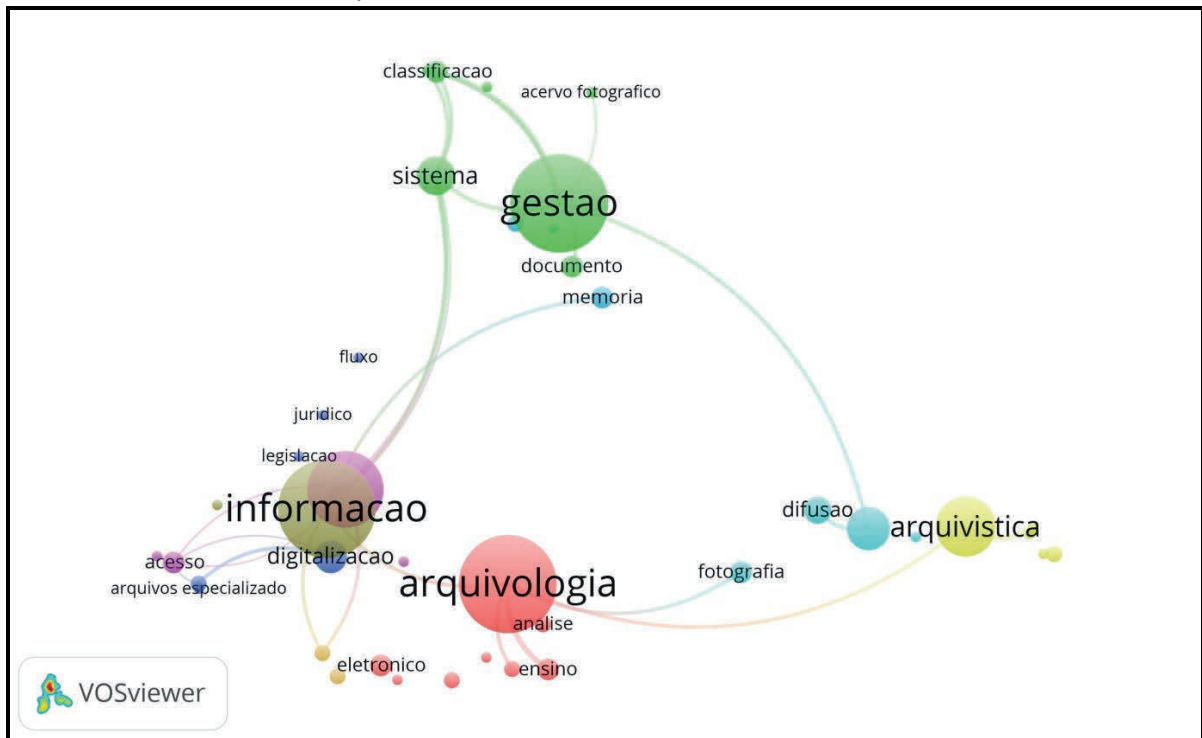 classificacao
acervo fotografico
sistema
gestao
documento
memoria
fluxo
juridico
legislacao
informacao
difusao
arquivistica
digitalizacao
acesso
arquivos especializado
arquivologia
fotografia
analise
eletronico
ensino
VOSviewer